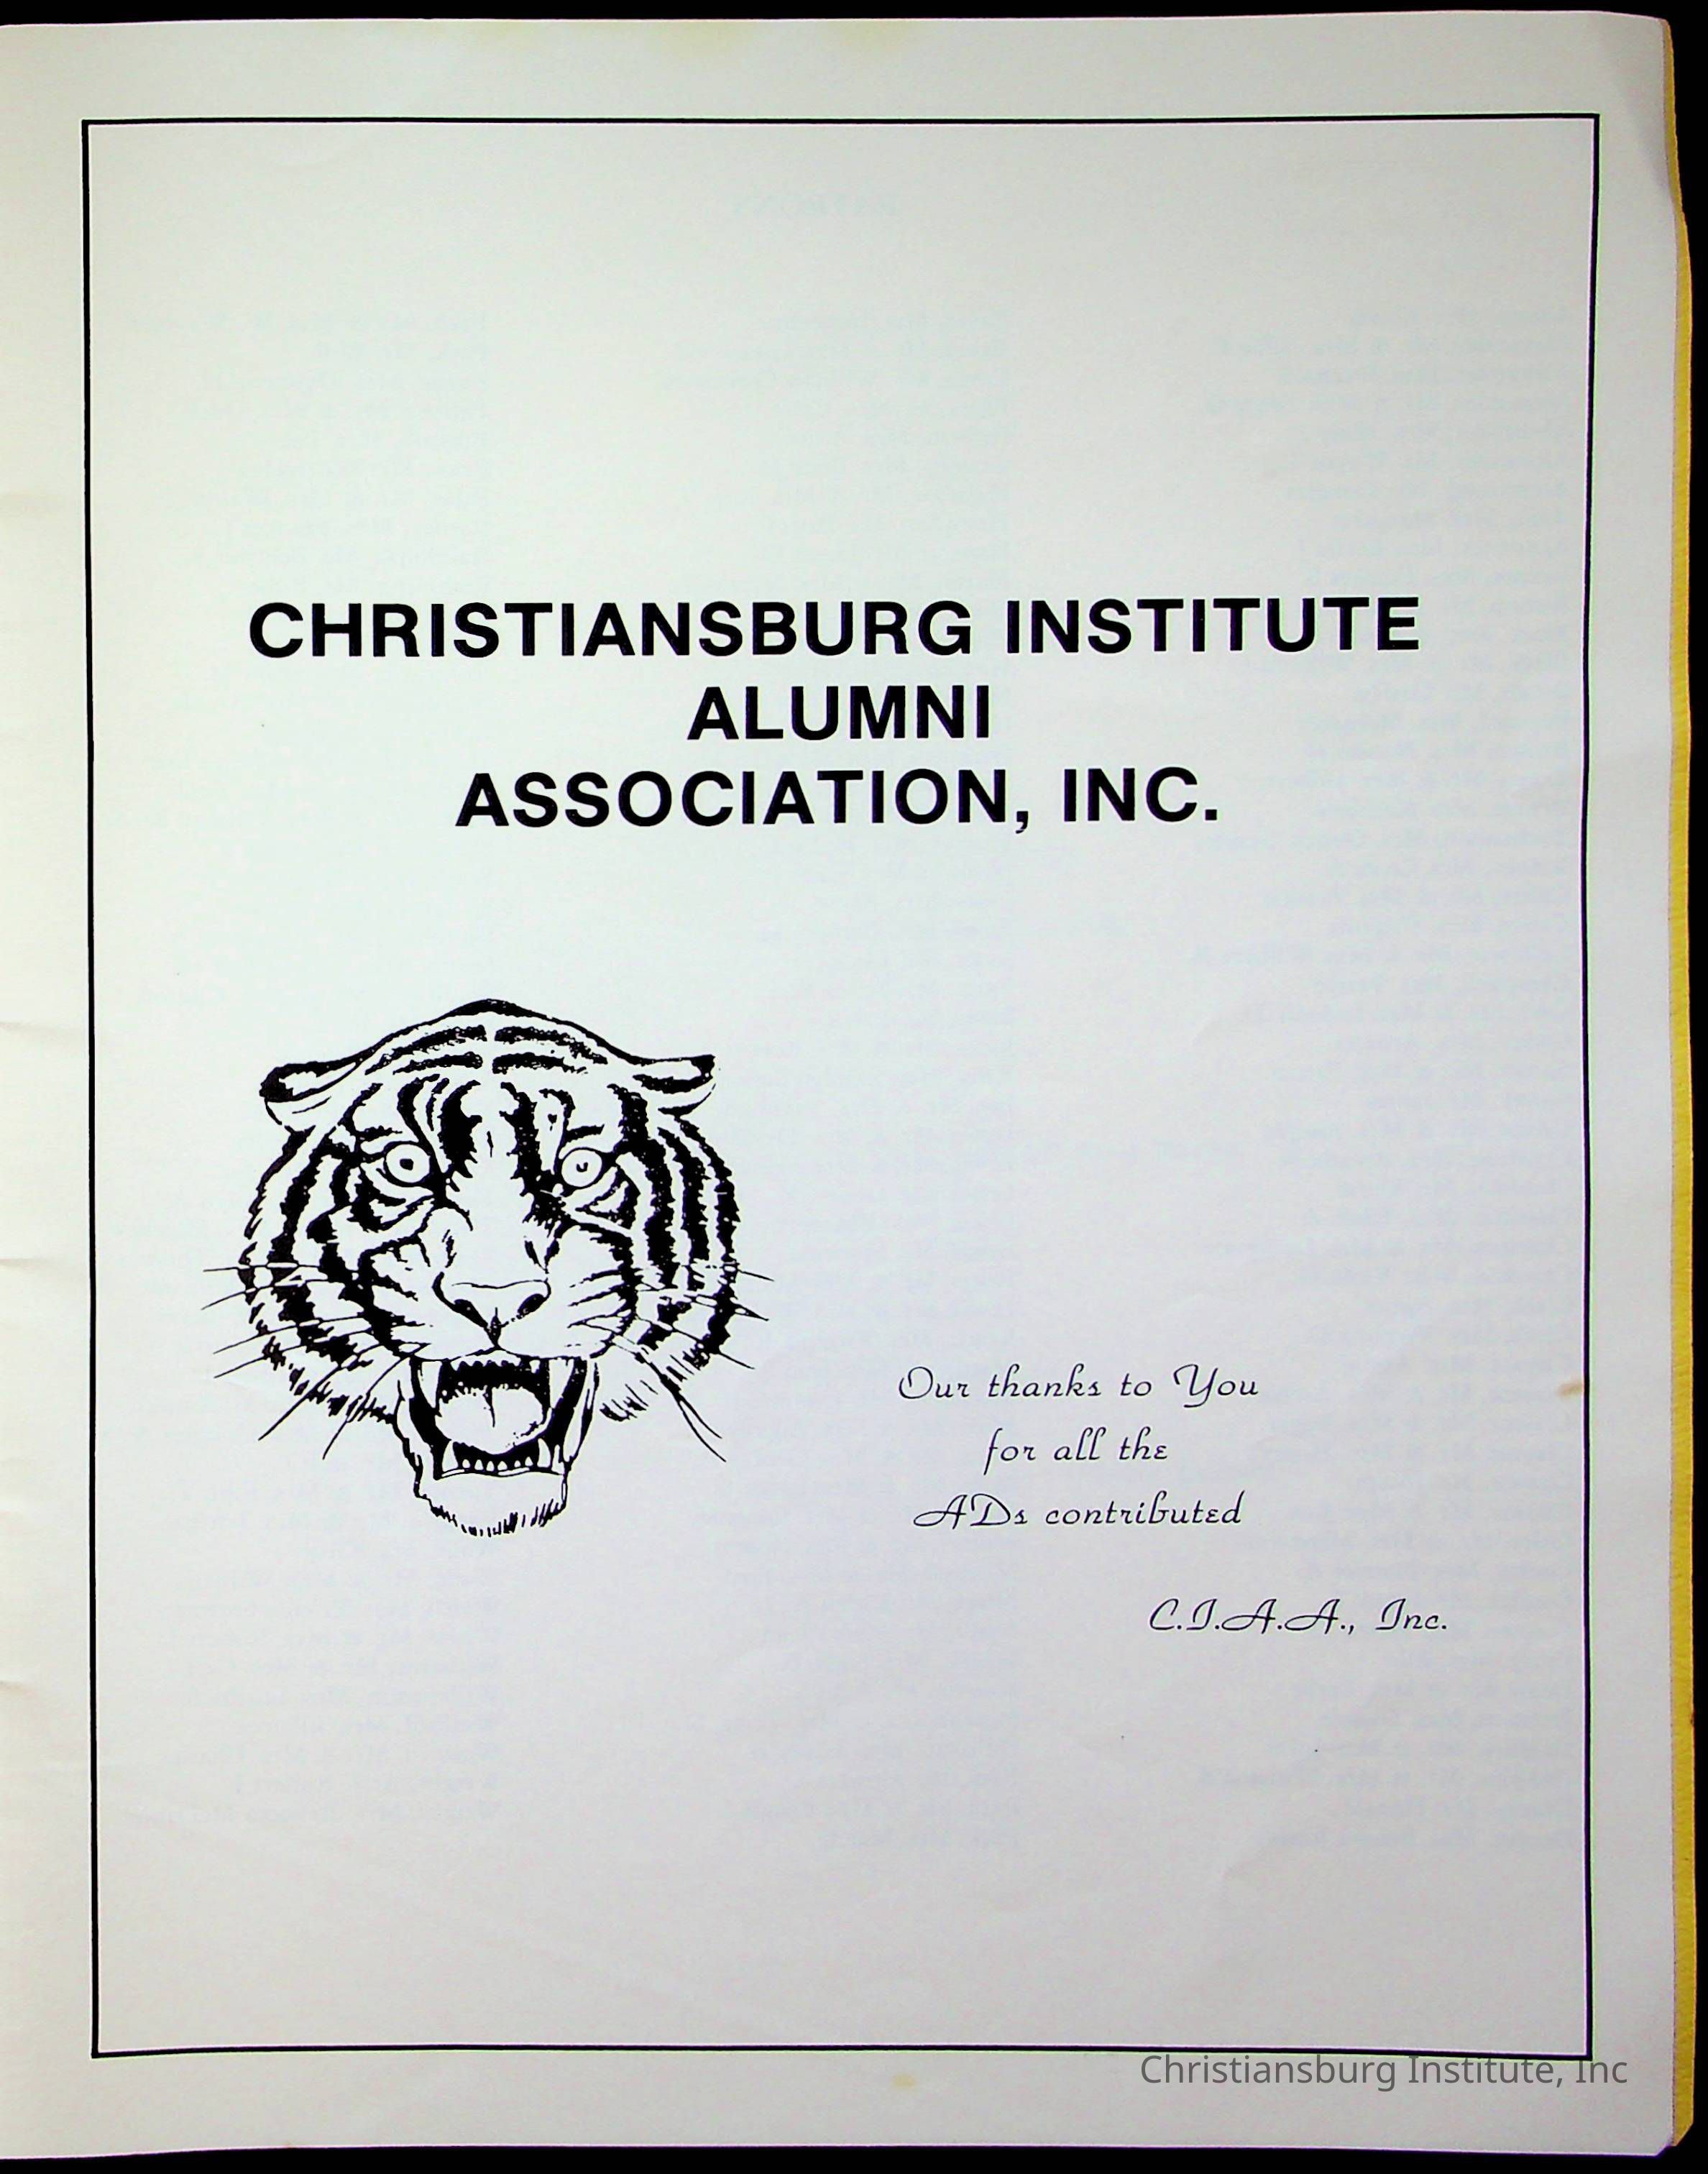 CHRISTIANSBURG INSTITUTE
ALUMNI
ASSOCIATION, INC.
Our thanks to You
for all the
ADs contributed
C.I.A.A., Inc.
Christiansburg Institute, Inc